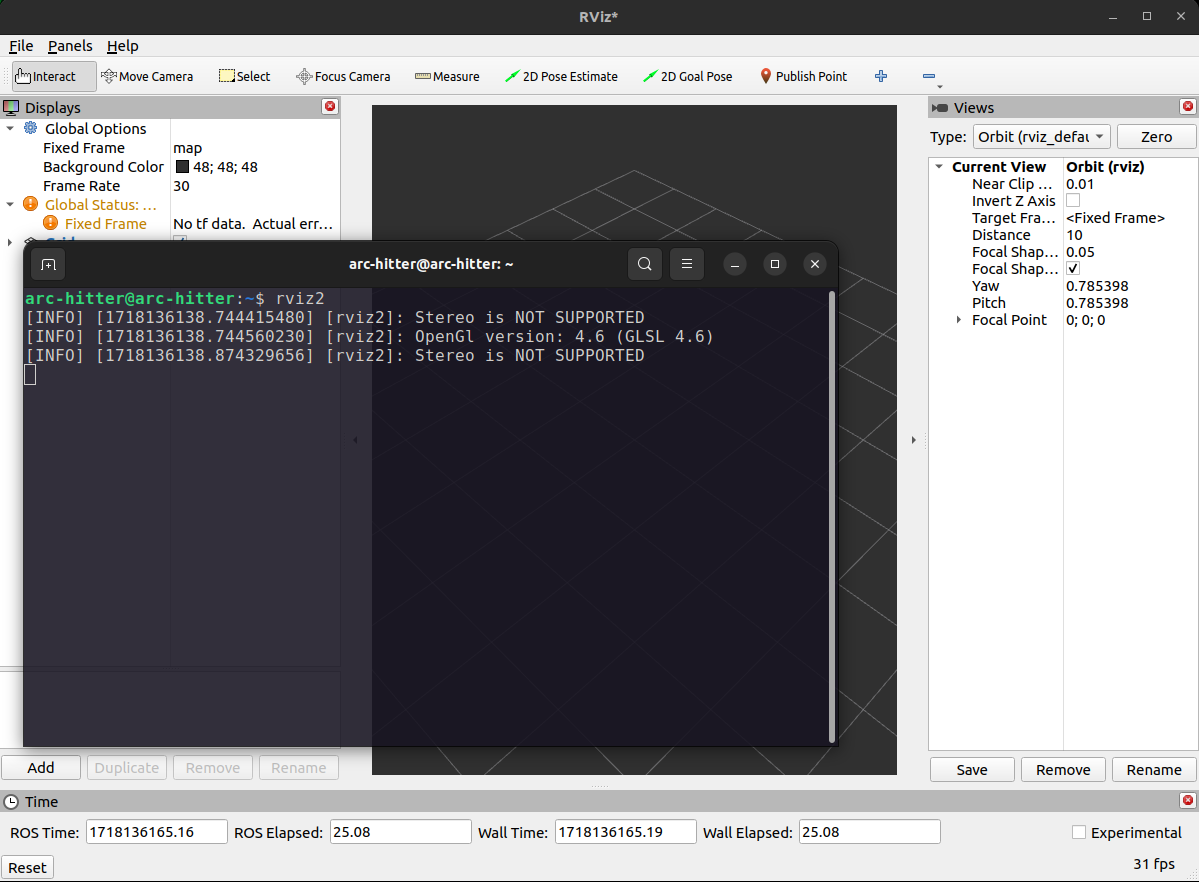 RViz*
File Panels Help
Interact Move Camera Select Focus Camera Measure 2D Pose Estimate 2D Goal Pose Publish Point
Displays
Global Options
Fixed Frame map
Background Color 48; 48; 48
Frame Rate 30
Global Status: ...
Fixed Frame No tf data. Actual err...
arc-hitter@arc-hitter: ~
arc-hitter@arc-hitter:~$ rviz2
[INFO] [1718136138.744415480] [rviz2]: Stereo is NOT SUPPORTED
[INFO] [1718136138.744560230] [rviz2]: OpenGl version: 4.6 (GLSL 4.6)
[INFO] [1718136138.874329656] [rviz2]: Stereo is NOT SUPPORTED
Add Duplicate Remove Rename
Views
Type: Orbit (rviz_defau Zero
Current View Orbit (rviz)
Near Clip ... 0.01
Invert Z Axis
Target Fra... <Fixed Frame>
Distance 10
Focal Shap... 0.05
Focal Shap...
Yaw 0.785398
Pitch 0.785398
Focal Point 0; 0; 0
Save Remove Rename
Time
ROS Time: 1718136165.16 ROS Elapsed: 25.08 Wall Time: 1718136165.19 Wall Elapsed: 25.08 Experimental
Reset 31 fps